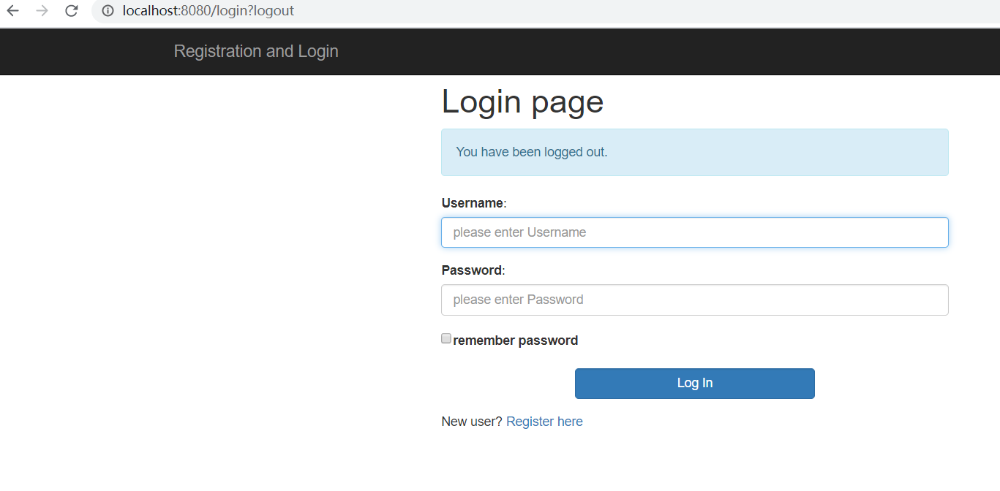 localhost:8080/login?logout
Registration and Login
Login page
You have been logged out.
Username:
please enter Username
Password:
please enter Password
remember password
Log In
New user? Register here